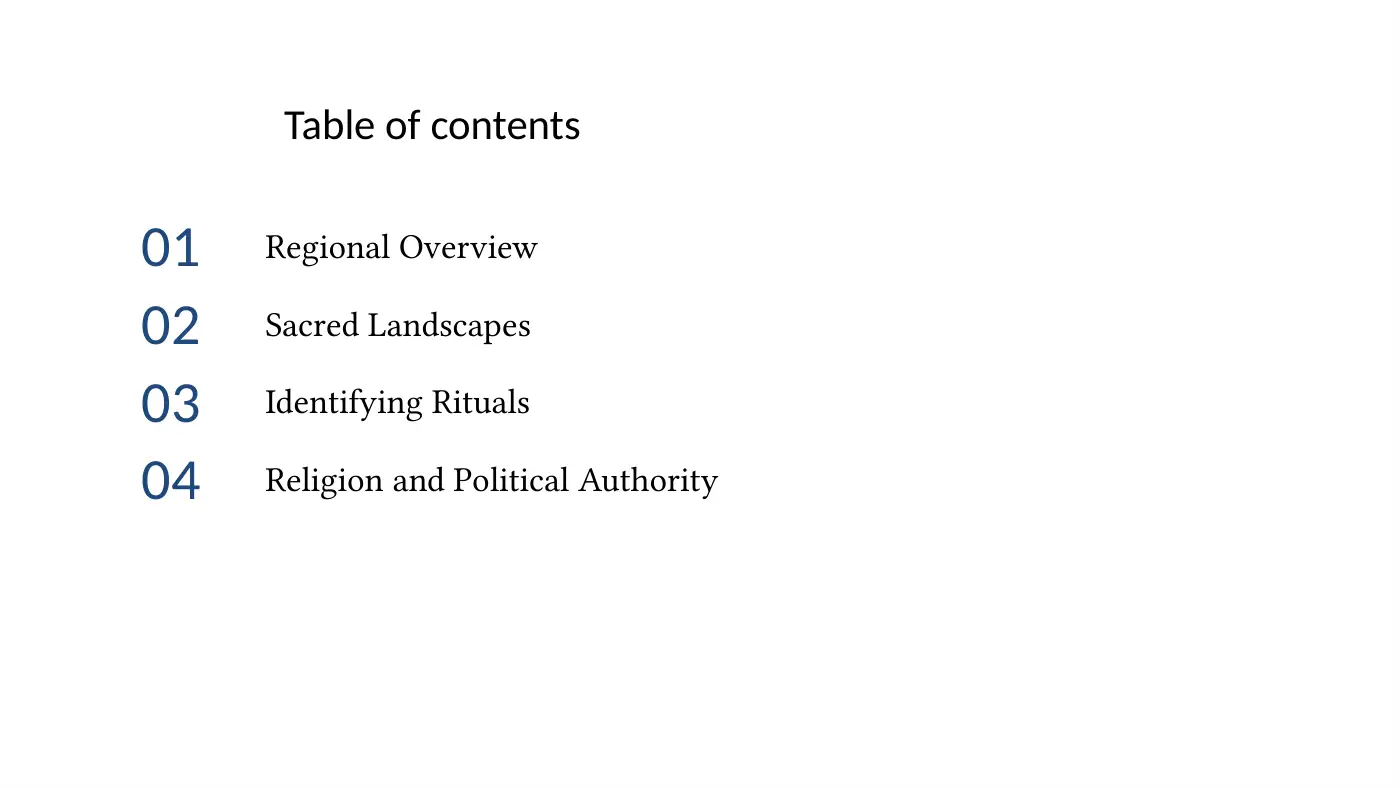 Table of contents
01 Regional Overview
02 Sacred Landscapes
03 Identifying Rituals
04 Religion and Political Authority